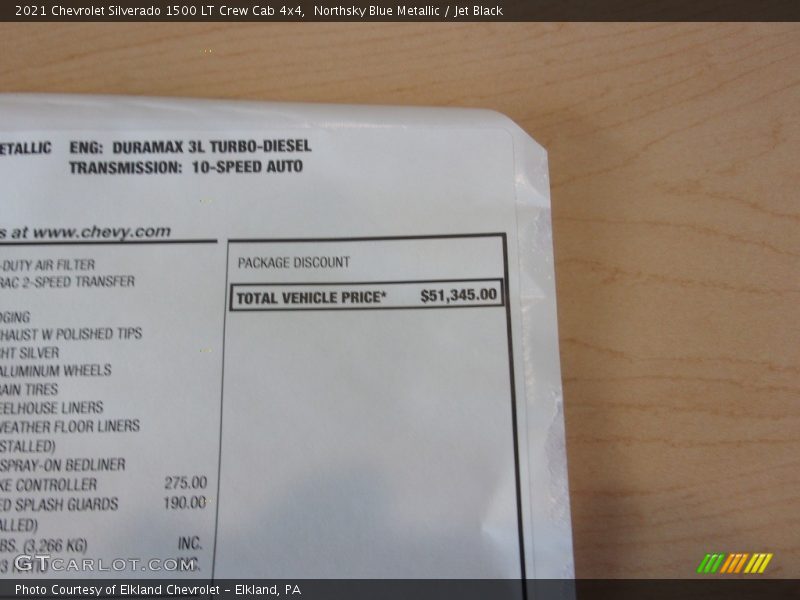 2021 Chevrolet Silverado 1500 LT Crew Cab 4x4, Northsky Blue Metallic / Jet Black
ETALLIC ENG: DURAMAX 3L TURBO-DIESEL
TRANSMISSION: 10-SPEED AUTO
s at www.chevy.com
-DUTY AIR FILTER
RAC 2-SPEED TRANSFER
DGING
HAUST W POLISHED TIPS
HT SILVER
ALUMINUM WHEELS
AIN TIRES
EELHOUSE LINERS
WEATHER FLOOR LINERS
STALLED)
SPRAY-ON BEDLINER
KE CONTROLLER 275.00
ED SPLASH GUARDS 190.00
ALLED)
BS. (3,266 KG) INC.
INC.
PACKAGE DISCOUNT
TOTAL VEHICLE PRICE* $51,345.00
GTCARLOT.COM
Photo Courtesy of Elkland Chevrolet - Elkland, PA